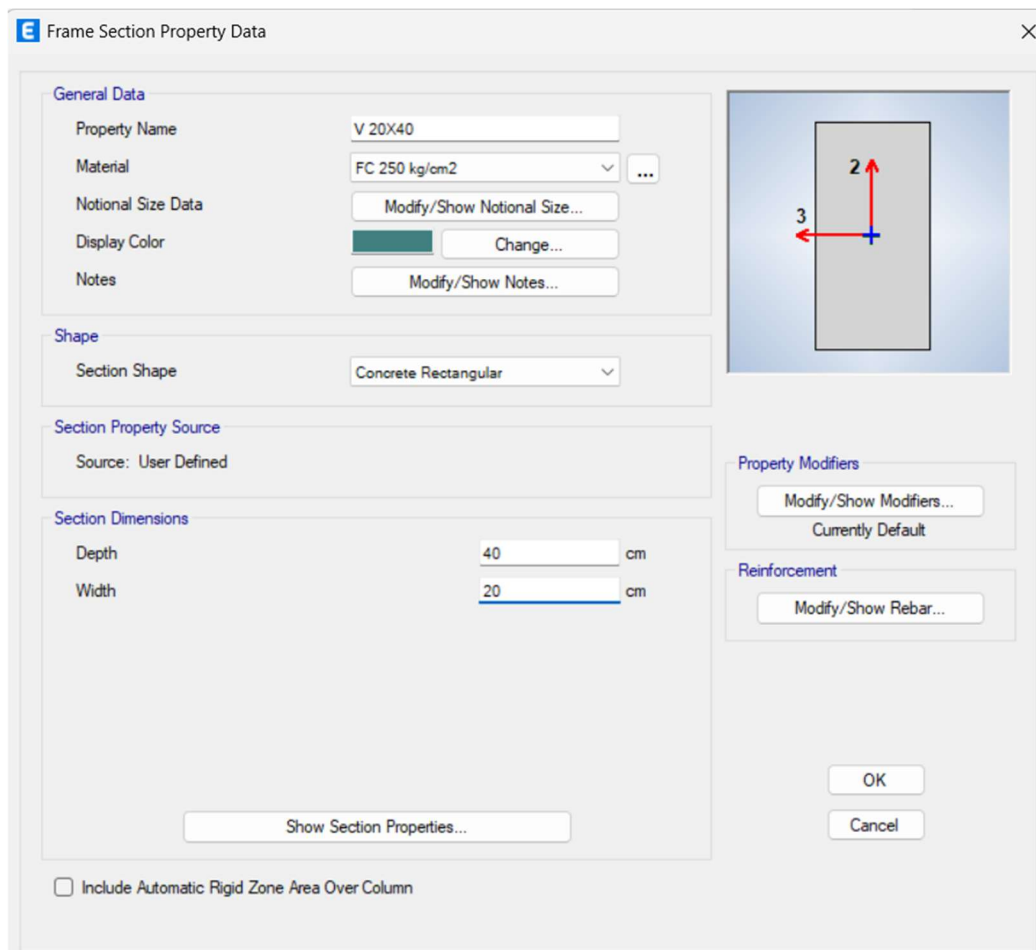 E Frame Section Property Data
General Data
Property Name V 20X40
Material FC 250 kg/cm2 ...
Notional Size Data Modify/Show Notional Size...
Display Color Change...
Notes Modify/Show Notes...
2
3
Shape
Section Shape Concrete Rectangular
Section Property Source
Source: User Defined
Property Modifiers
Modify/Show Modifiers...
Currently Default
Section Dimensions
Depth 40 cm
Width 20 cm
Reinforcement
Modify/Show Rebar...
OK
Show Section Properties...
Cancel
Include Automatic Rigid Zone Area Over Column